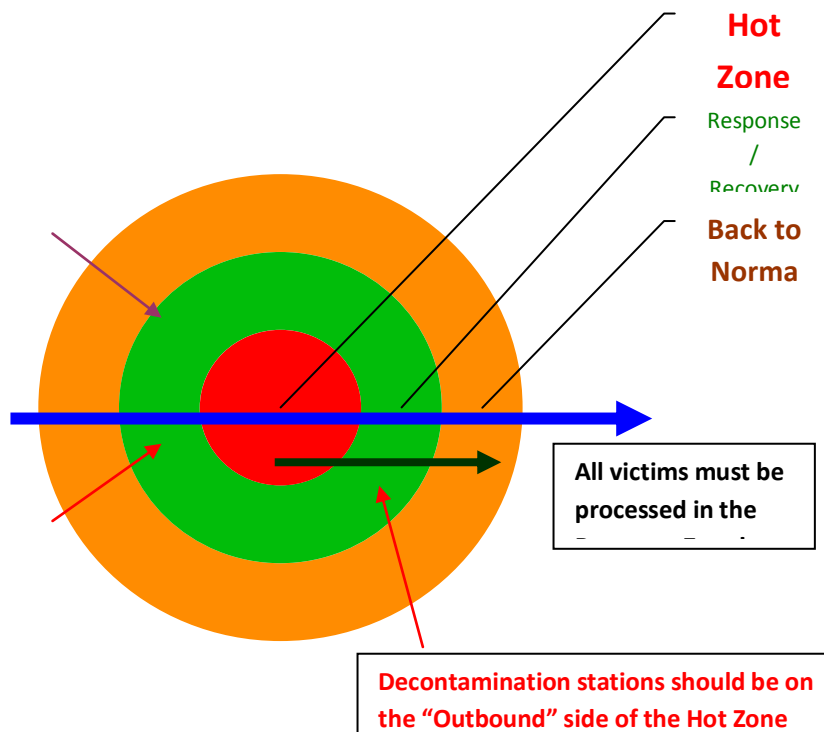 Hot
Zone
Response
/
Recovery
Back to
Norma
All victims must be
processed in the
Decontamination stations should be on
the “Outbound” side of the Hot Zone